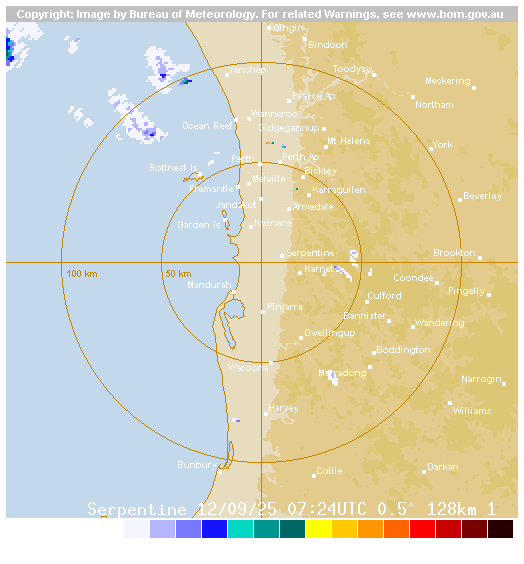 Copyright: Image by Bureau of Meteorology. For related Warnings, see www.bom.gov.au
Gingin
Bindoon
Yanchep
Toodyay
Meckering
Pearce Ap
Northam
Wanneroo
Ocean Reef
Gidgegannup
Mt Helena
York
Perth
Perth Ap
Rottnest Is
Bickley
Melville
Fremantle
Karragullen
Beverley
Jandakot
Armadale
Garden Is
Kwinana
Serpentine
Brookton
100 km
50 km
Karnet
Coondee
Mandurah
Culford
Pingelly
Pinjarra
Bannister
Wandering
Dwellingup
Boddington
Waroona
Marradong
Narrogin
Harvey
Williams
Bunbury
Collie
Darkan
Serpentine 12/09/25 07:24UTC 0.5° 128km 1